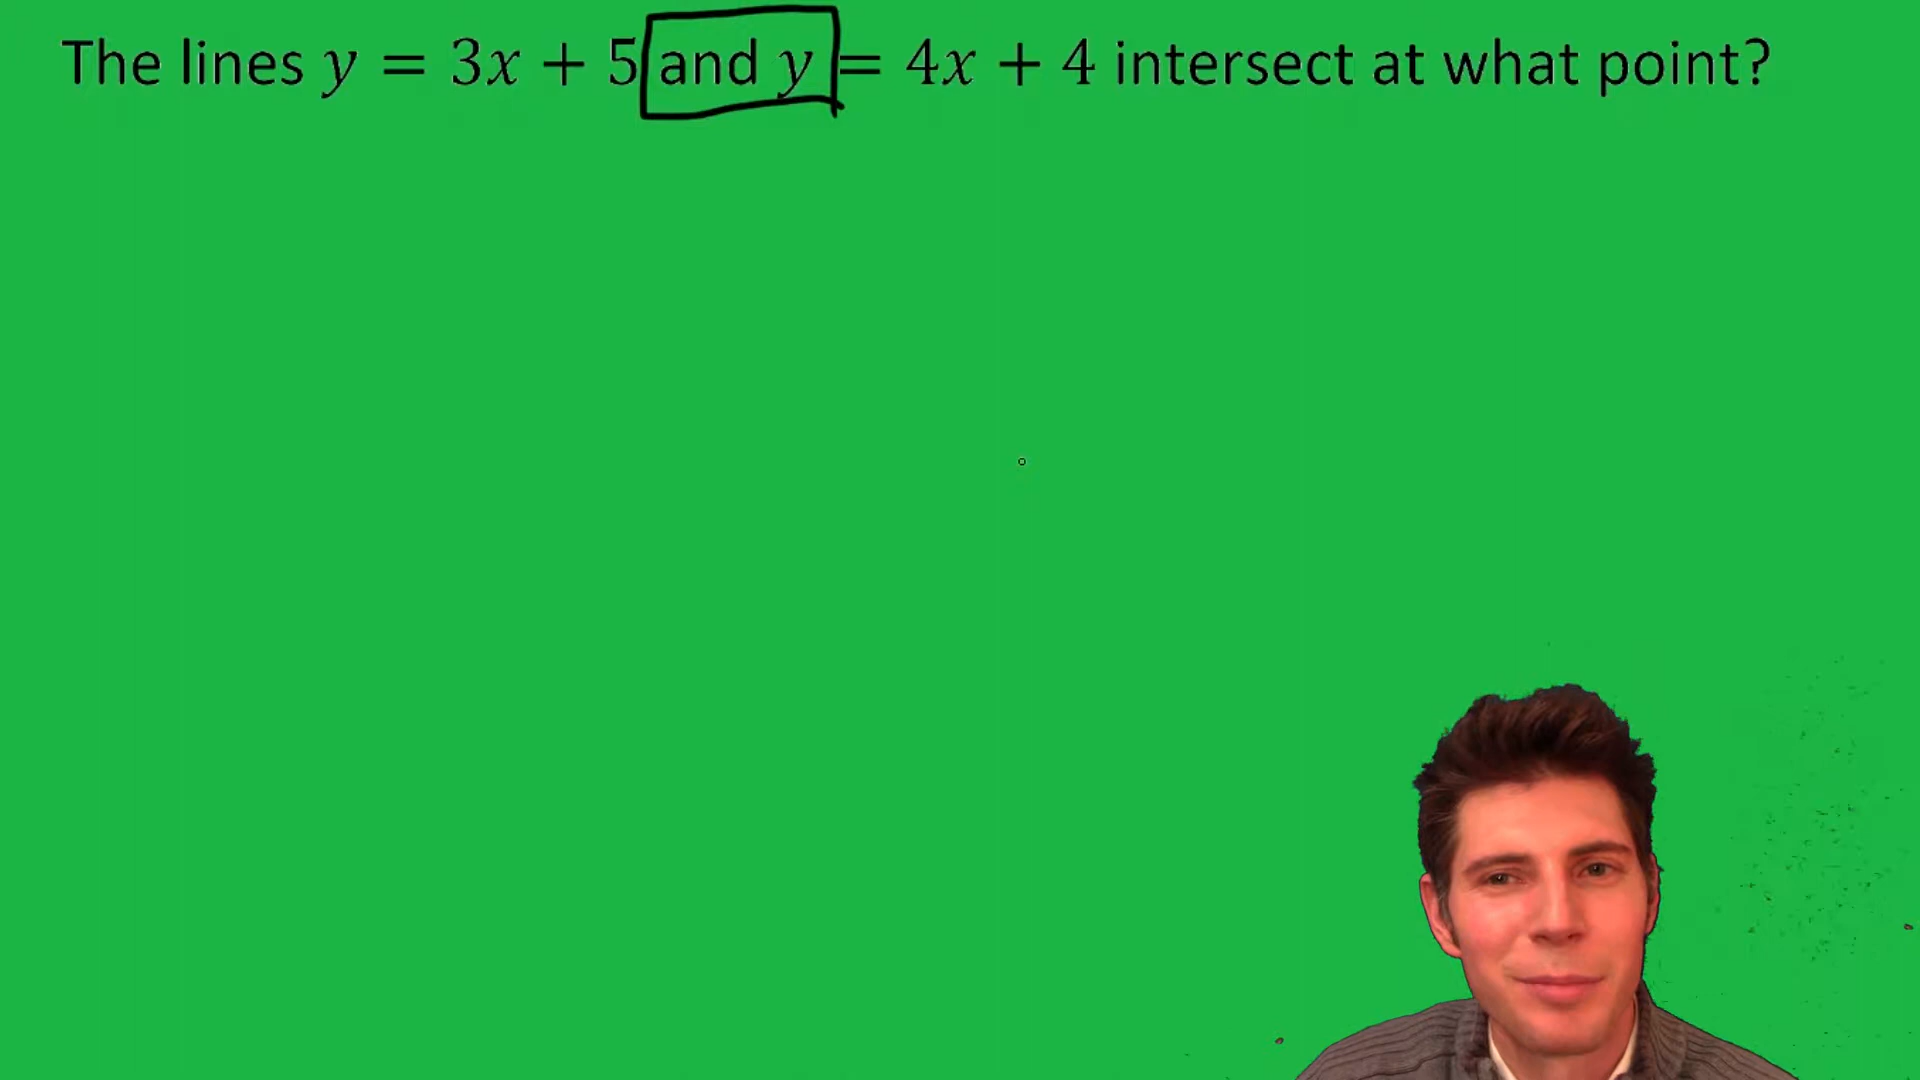 The lines y = 3x + 5 and y = 4x + 4 intersect at what point?